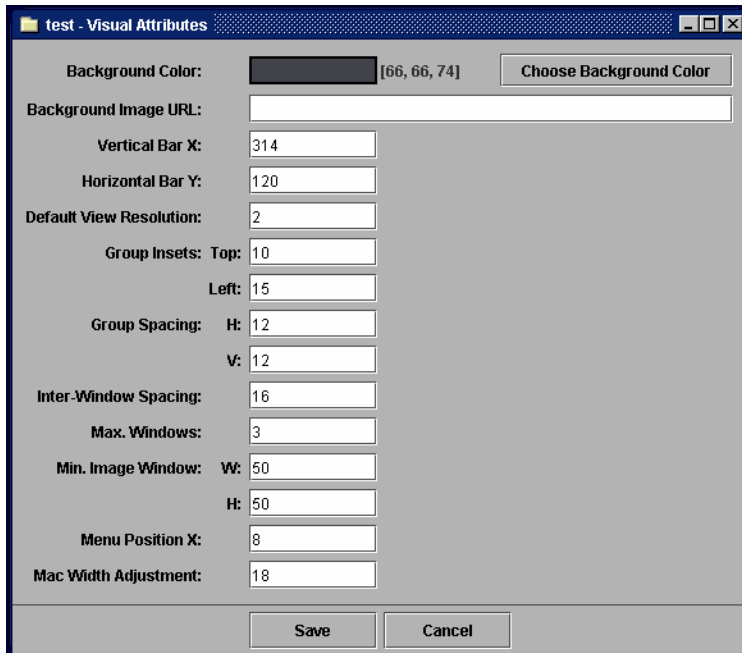 test - Visual Attributes
Background Color: [66, 66, 74] Choose Background Color
Background Image URL:
Vertical Bar X: 314
Horizontal Bar Y: 120
Default View Resolution: 2
Group Insets: Top: 10
Left: 15
Group Spacing: H: 12
V: 12
Inter-Window Spacing: 16
Max. Windows: 3
Min. Image Window: W: 50
H: 50
Menu Position X: 8
Mac Width Adjustment: 18
Save Cancel